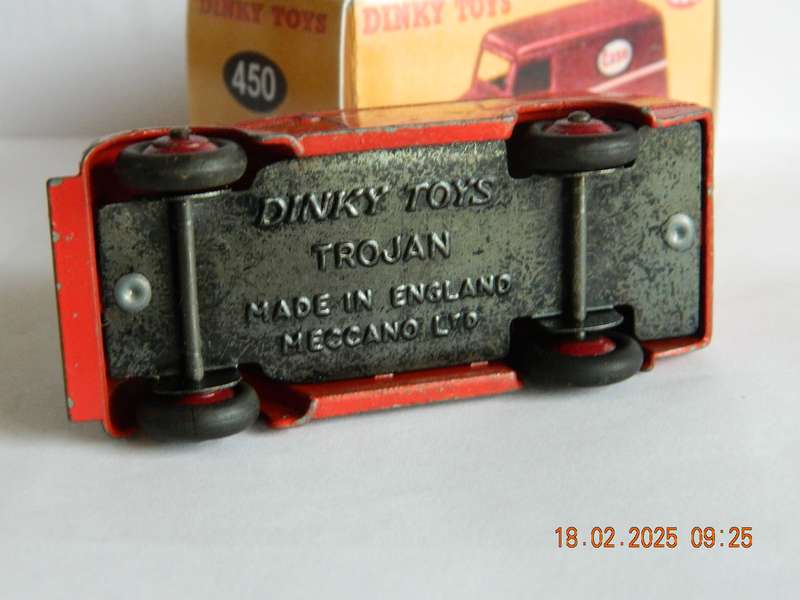 DINKY TOYS
DINKY TOYS
450
Esso
DINKY TOYS
TROJAN
MADE IN ENGLAND
MECCANO LTD
18.02.2025 09:25